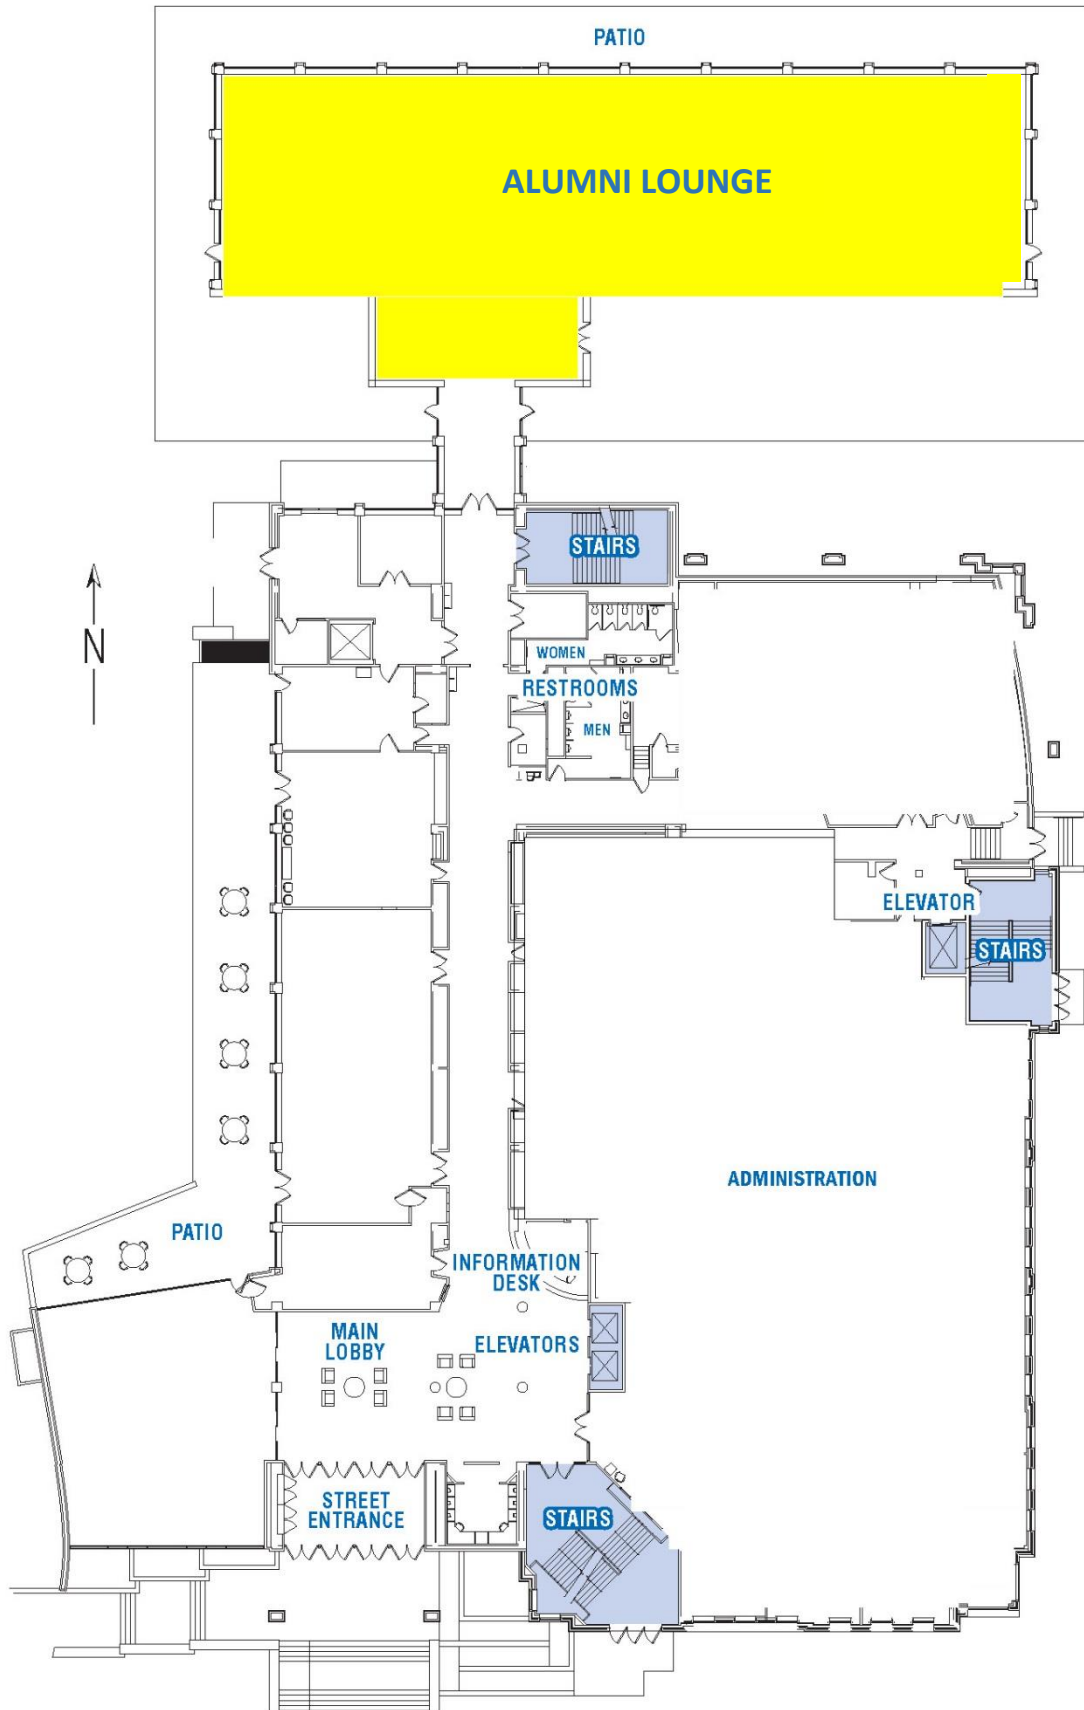 PATIO
ALUMNI LOUNGE
STAIRS
N
WOMEN
RESTROOMS
MEN
ELEVATOR
STAIRS
ADMINISTRATION
PATIO
INFORMATION
DESK
MAIN
LOBBY
ELEVATORS
STREET
ENTRANCE
STAIRS